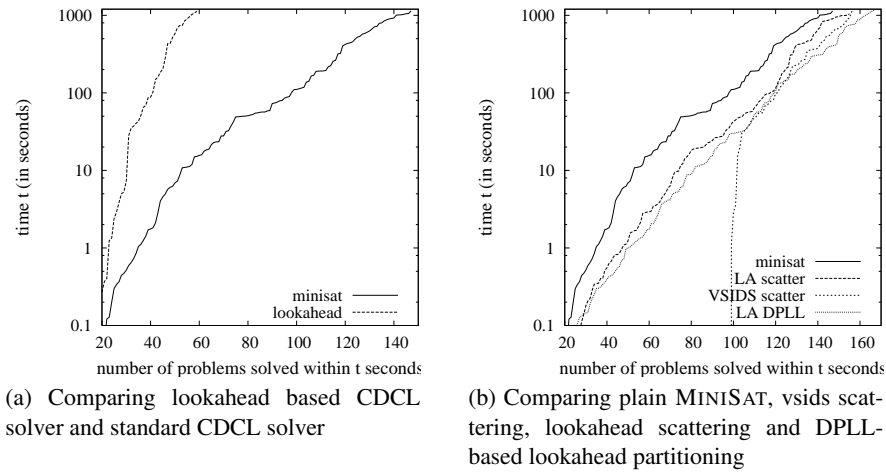 1000
100
10
1
0.1
time t (in seconds)
minisat
lookahead
20 40 60 80 100 120 140
number of problems solved within t seconds
(a) Comparing lookahead based CDCL
solver and standard CDCL solver
1000
100
10
1
0.1
time t (in seconds)
minisat
LA scatter
VSIDS scatter
LA DPLL
20 40 60 80 100 120 140 160
number of problems solved within t seconds
(b) Comparing plain MINISAT, vsids scat-
tering, lookahead scattering and DPLL-
based lookahead partitioning